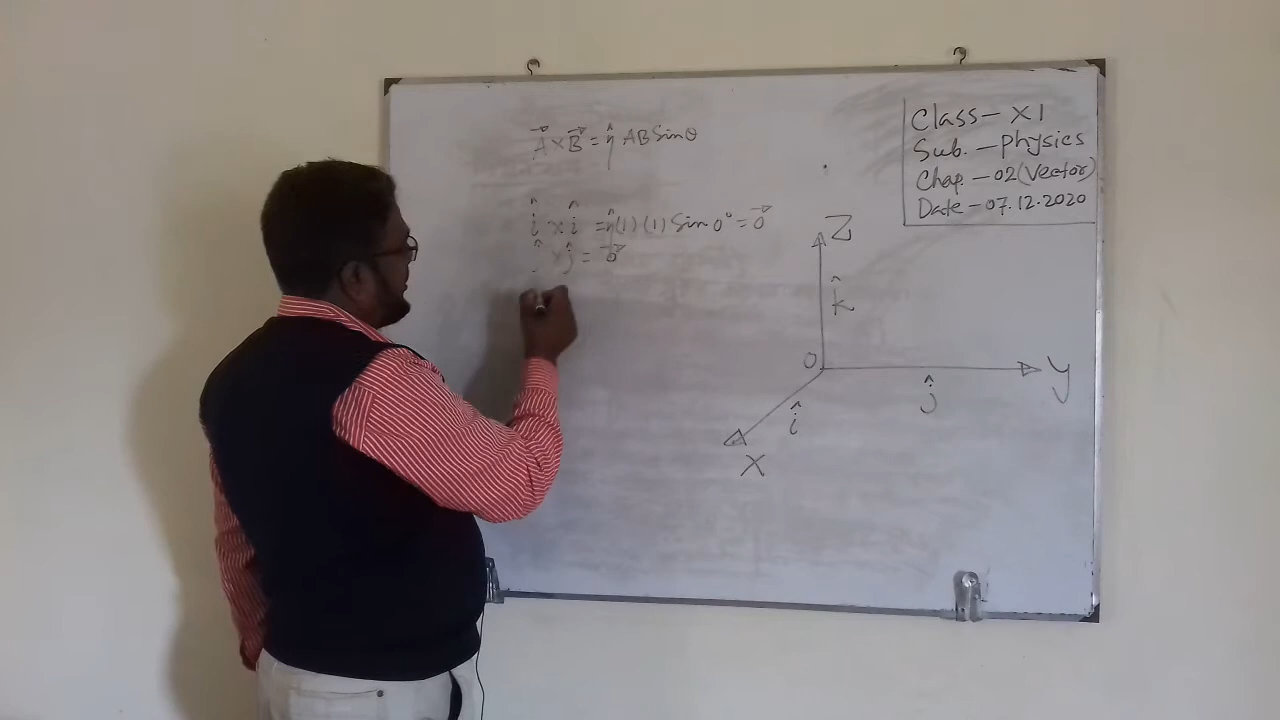 A⃗ × B⃗ = η̂ AB Sinθ
î × î = η̂(1)(1) Sin 0° = 0⃗
× ĵ = 0⃗
Class - XI
Sub. - Physics
Chap. - 02(Vector)
Date - 07.12.2020
Z
k̂
O
Y
ĵ
î
X